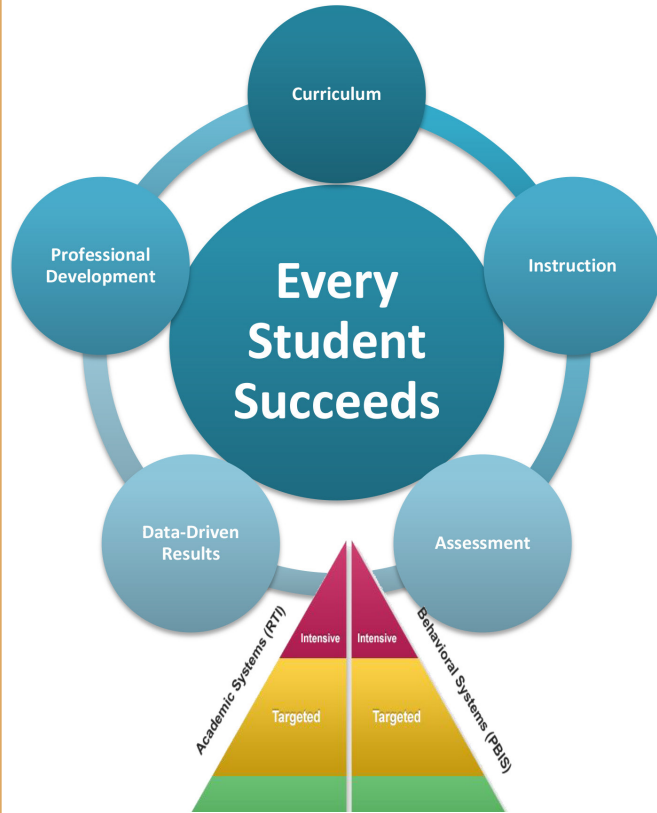 Curriculum
Professional
Development
Instruction
Every
Student
Succeeds
Data-Driven
Results
Assessment
Academic Systems (RTI)
Behavioral Systems (PBIS)
Intensive
Intensive
Targeted
Targeted